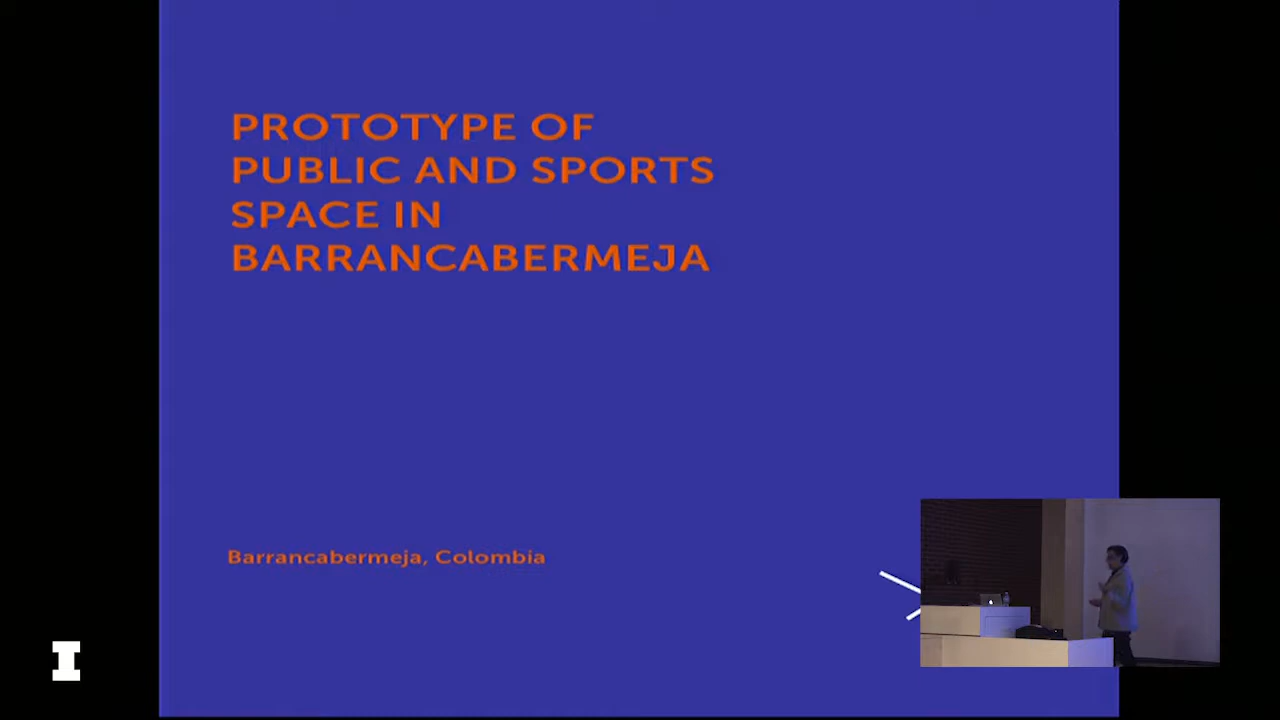 PROTOTYPE OF
PUBLIC AND SPORTS
SPACE IN
BARRANCABERMEJA
Barrancabermeja, Colombia
I